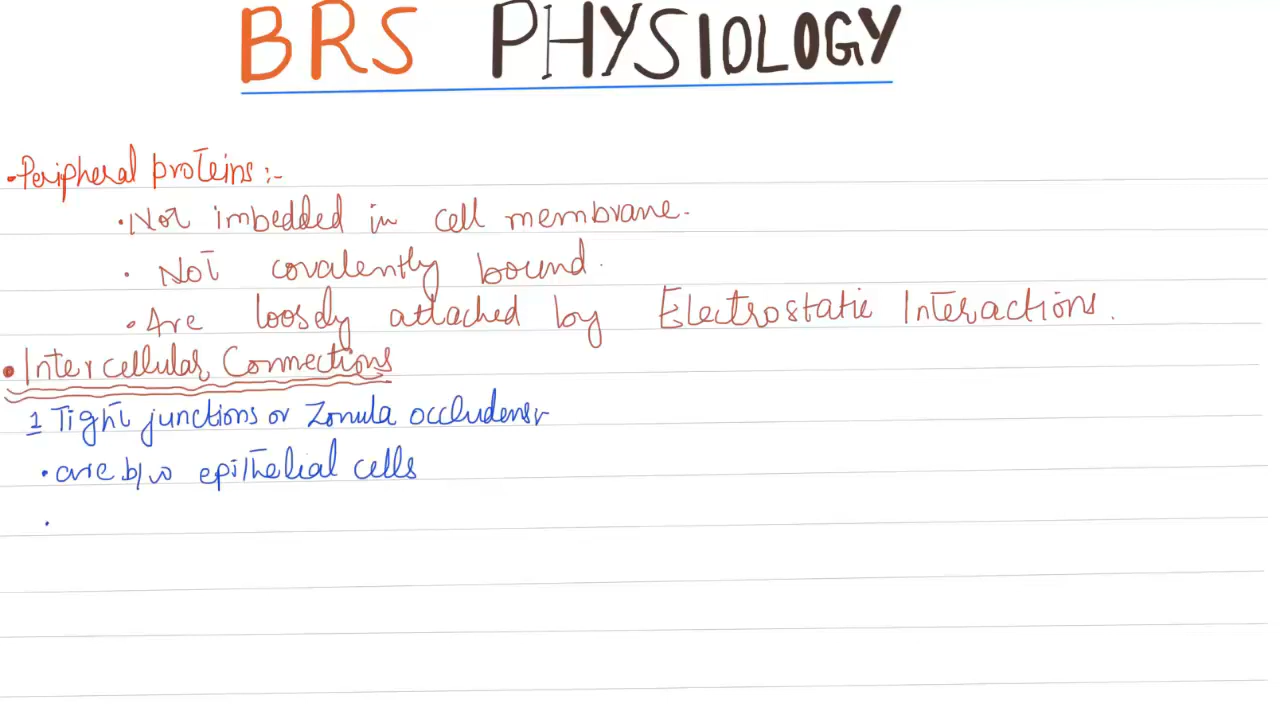 BRS PHYSIOLOGY
• Peripheral proteins :-
• Not imbedded in cell membrane.
• Not covalently bound.
• Are loosely attached by Electrostatic Interactions.
• Intercellular Connections
1 Tight junctions or Zonula occludens:-
• are b/w epithelial cells
•